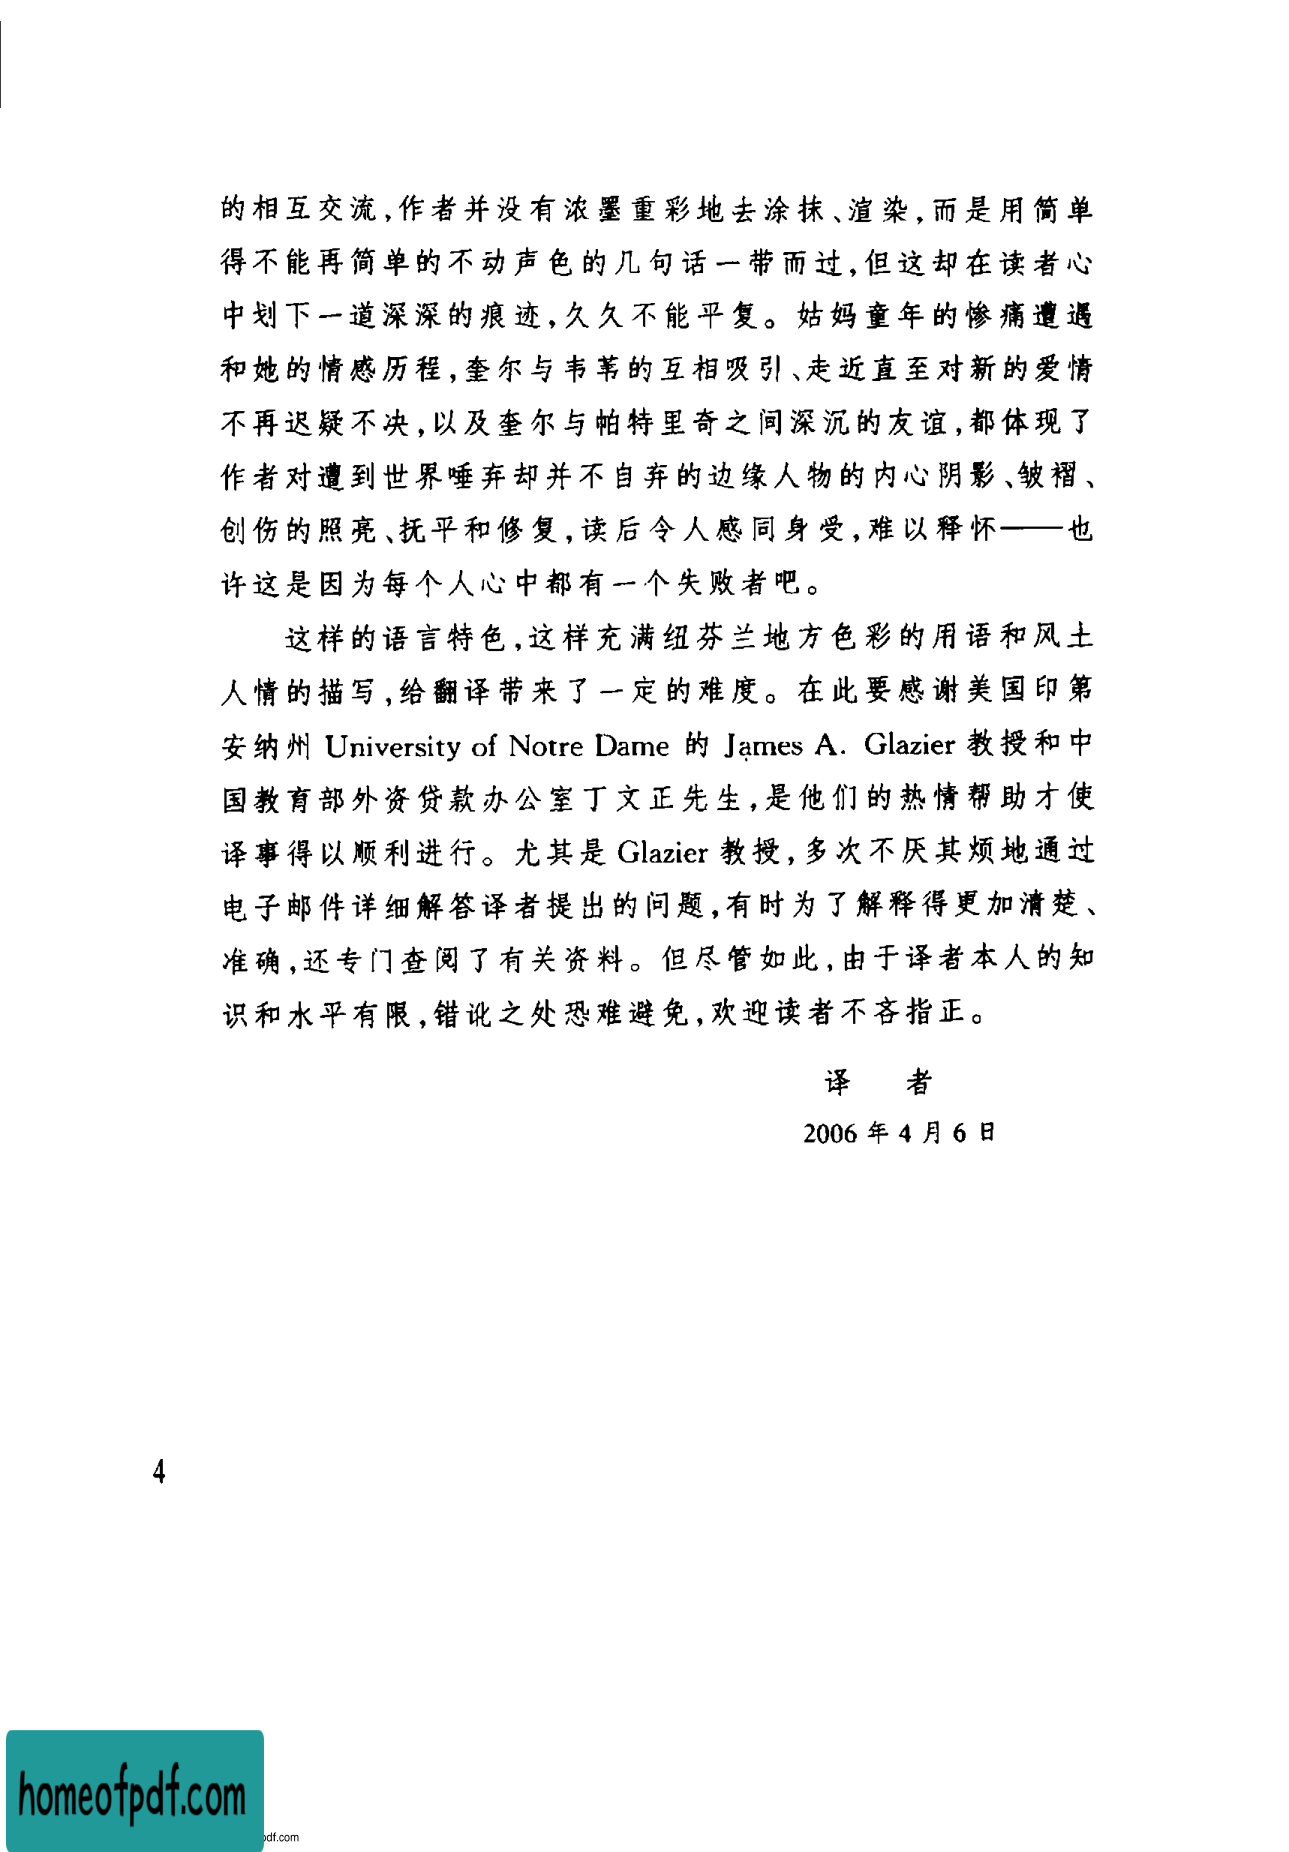 的相互交流,作者并没有浓墨重彩地去涂抹、渲染,而是用简单
得不能再简单的不动声色的几句话一带而过,但这却在读者心
中划下一道深深的痕迹,久久不能平复。姑妈童年的惨痛遭遇
和她的情感历程,奎尔与韦苇的互相吸引、走近直至对新的爱情
不再迟疑不决,以及奎尔与帕特里奇之间深沉的友谊,都体现了
作者对遭到世界唾弃却并不自弃的边缘人物的内心阴影、皱褶、
创伤的照亮、抚平和修复,读后令人感同身受,难以释怀——也
许这是因为每个人心中都有一个失败者吧。
这样的语言特色,这样充满纽芬兰地方色彩的用语和风土
人情的描写,给翻译带来了一定的难度。在此要感谢美国印第
安纳州 University of Notre Dame 的 James A. Glazier 教授和中
国教育部外资贷款办公室丁文正先生,是他们的热情帮助才使
译事得以顺利进行。尤其是 Glazier 教授,多次不厌其烦地通过
电子邮件详细解答译者提出的问题,有时为了解释得更加清楚、
准确,还专门查阅了有关资料。但尽管如此,由于译者本人的知
识和水平有限,错讹之处恐难避免,欢迎读者不吝指正。
译 者
2006 年 4 月 6 日
4
homeofpdf.com
df.com